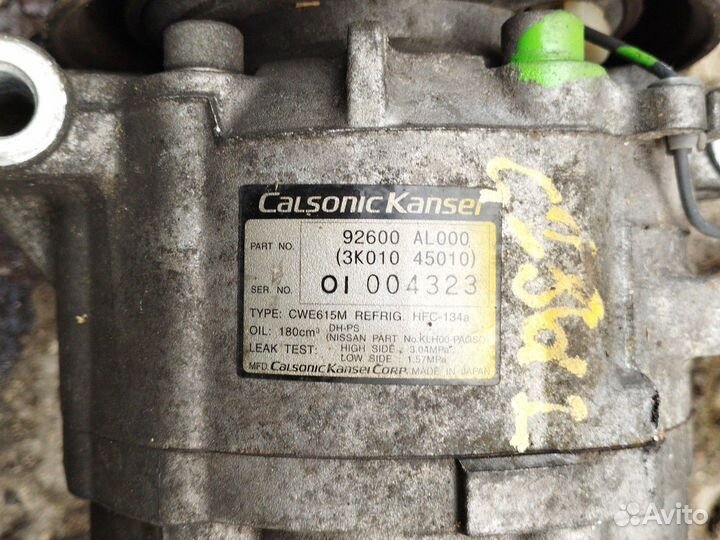 CALSONIC KANSEI
PART NO. 92600 AL000
(3K010 45010)
SER NO. 01 004323
TYPE: CWE615M REFRIG. HFC-134a
OIL: 180cm³ DH-PS
(NISSAN PART No.KLH00-PAGS0)
LEAK TEST: HIGH SIDE : 3.04MPa
LOW SIDE : 1.57MPa
MFD. CALSONIC KANSEI CORP. MADE IN JAPAN
Avito